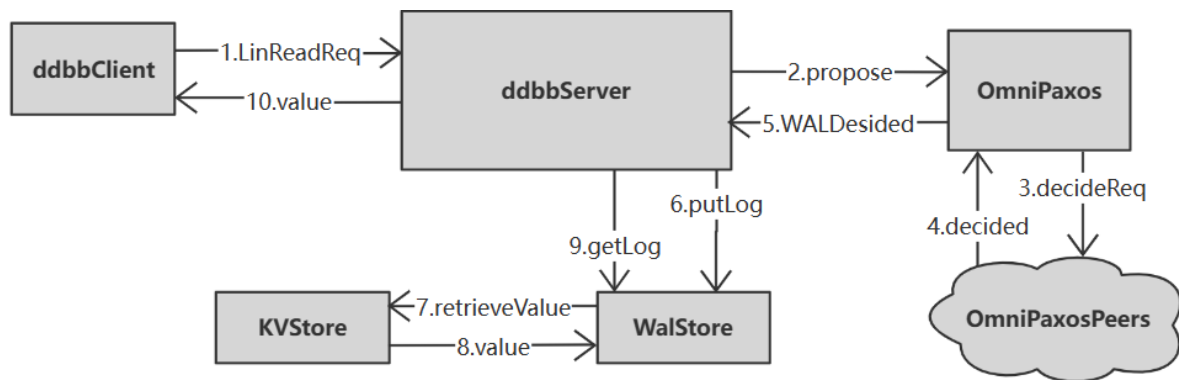 ddbbClient
1.LinReadReq
10.value
ddbbServer
2.propose
5.WALDesided
OmniPaxos
3.decideReq
4.decided
OmniPaxosPeers
6.putLog
9.getLog
KVStore
7.retrieveValue
8.value
WalStore